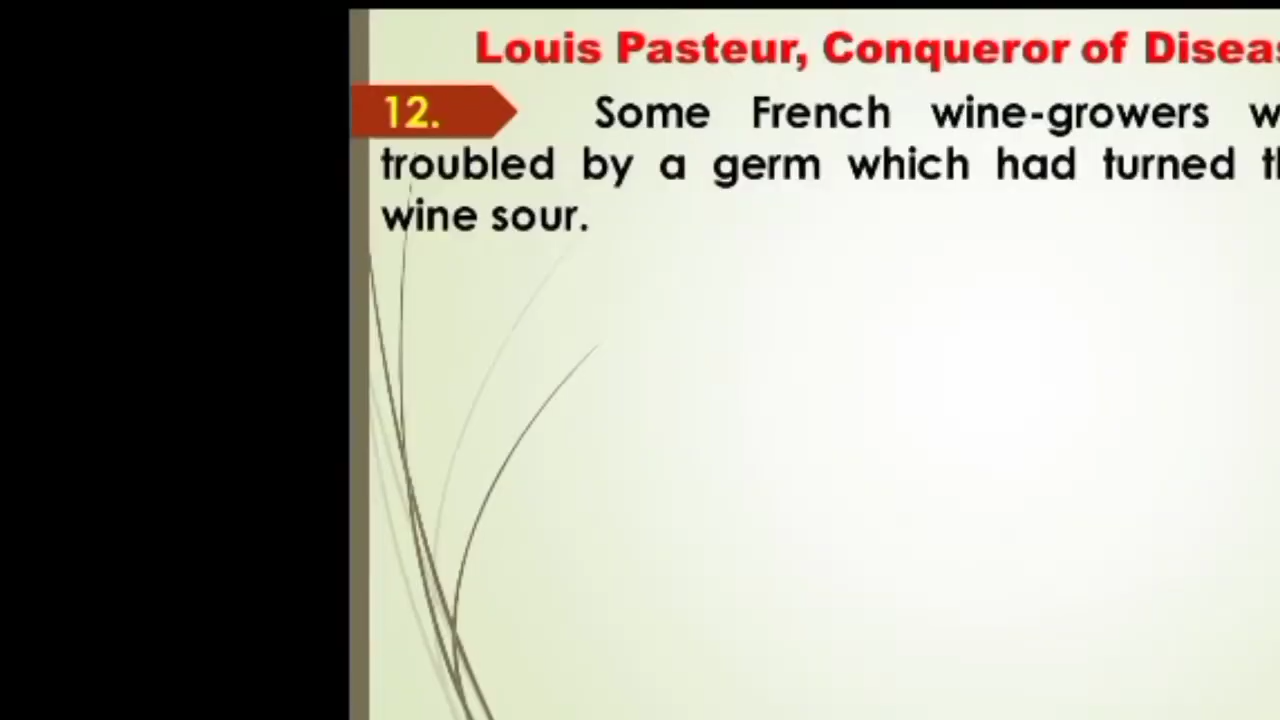 Louis Pasteur, Conqueror of
12. Some French wine-growers
troubled by a germ which had turned
wine sour.